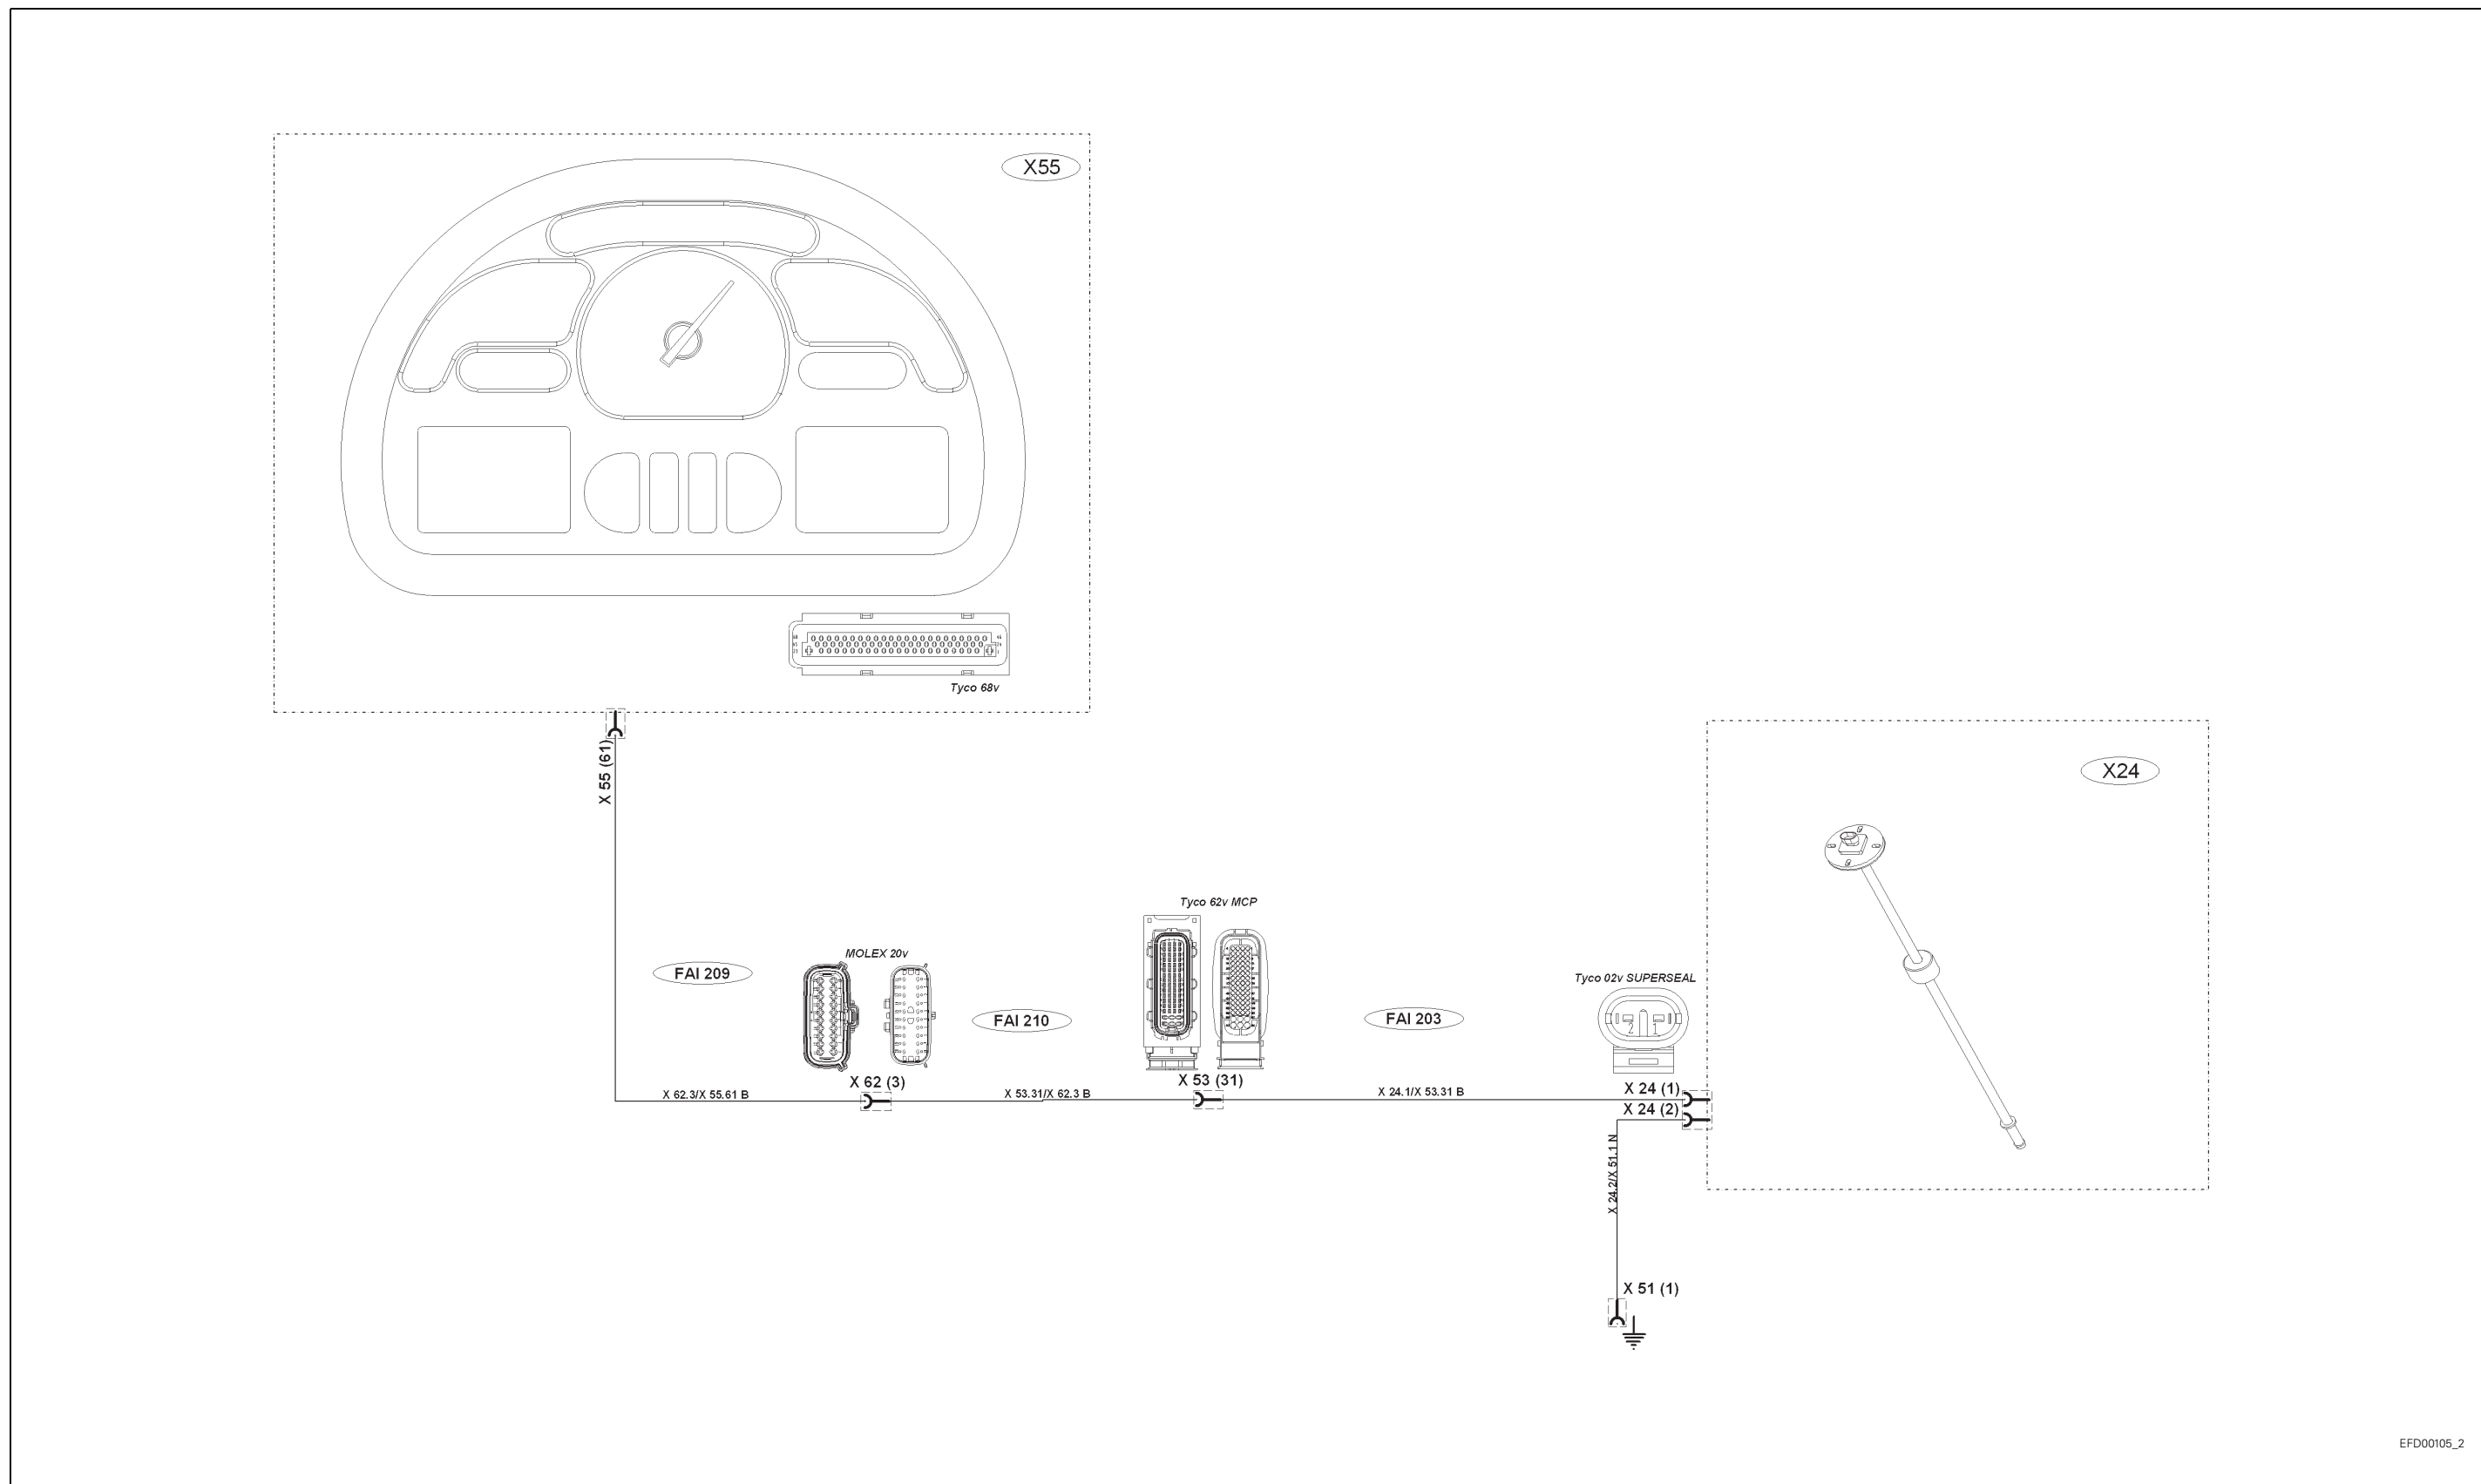 X55
Tyco 68v
X 55 (61)
X24
Tyco 62v MCP
MOLEX 20v
FAI 209
Tyco 02v SUPERSEAL
FAI 210
FAI 203
2 1
X 62 (3)
X 53 (31)
X 24 (1)
X 62.3/X 55.61 B
X 53.31/X 62.3 B
X 24.1/X 53.31 B
X 24 (2)
X 24.2/X 51.1 N
X 51 (1)
EFD00105_2